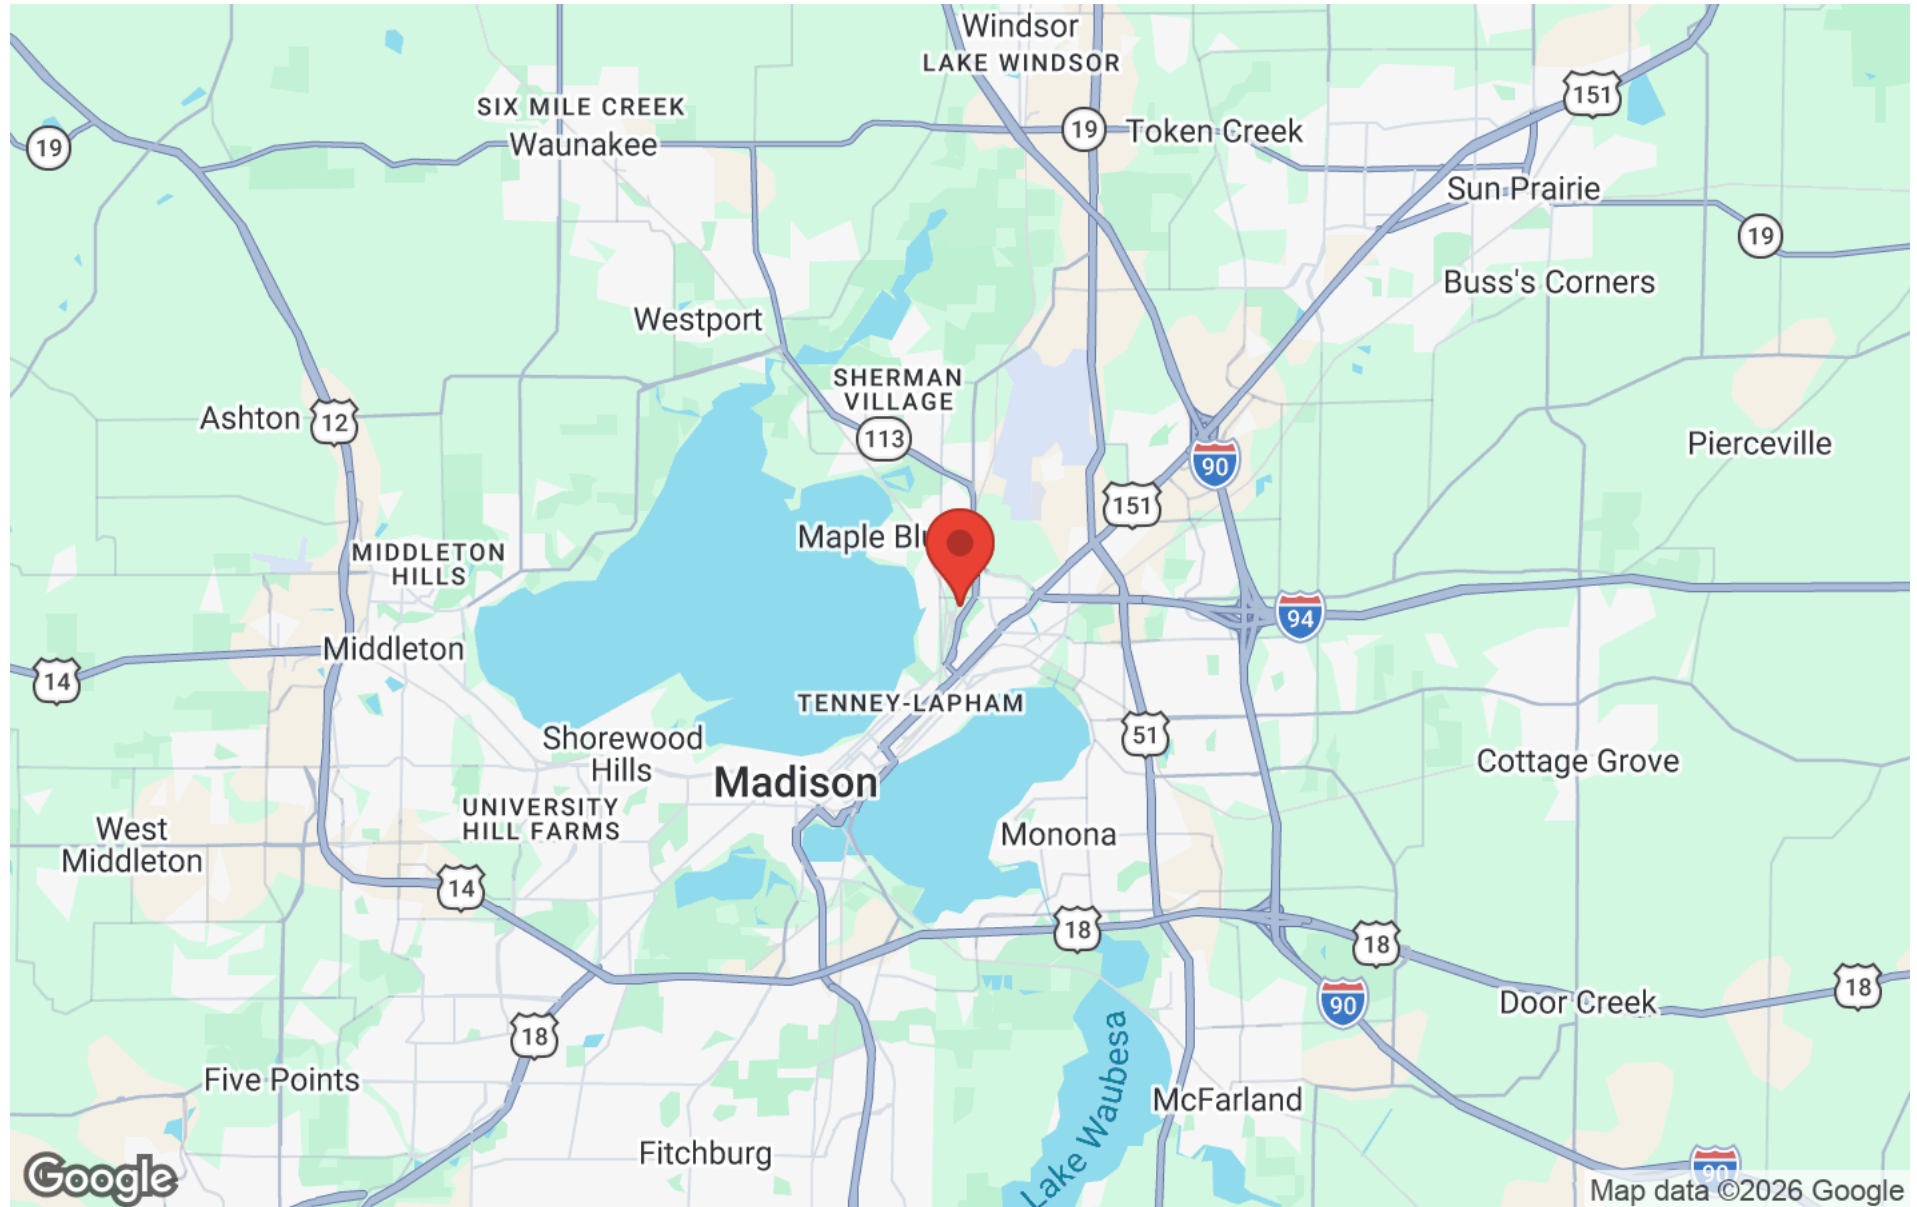 Windsor
LAKE WINDSOR
151
SIX MILE CREEK
Waunakee
19
19
Token Creek
Sun Prairie
19
Buss's Corners
Westport
SHERMAN
VILLAGE
Ashton
12
113
Pierceville
90
151
Maple Blu
MIDDLETON
HILLS
94
Middleton
14
TENNEY-LAPHAM
51
Shorewood
Hills
Madison
Cottage Grove
UNIVERSITY
HILL FARMS
West
Middleton
Monona
14
18
18
18
90
Door Creek
18
Lake Waubesa
Five Points
McFarland
Fitchburg
90
Google
Map data ©2026 Google